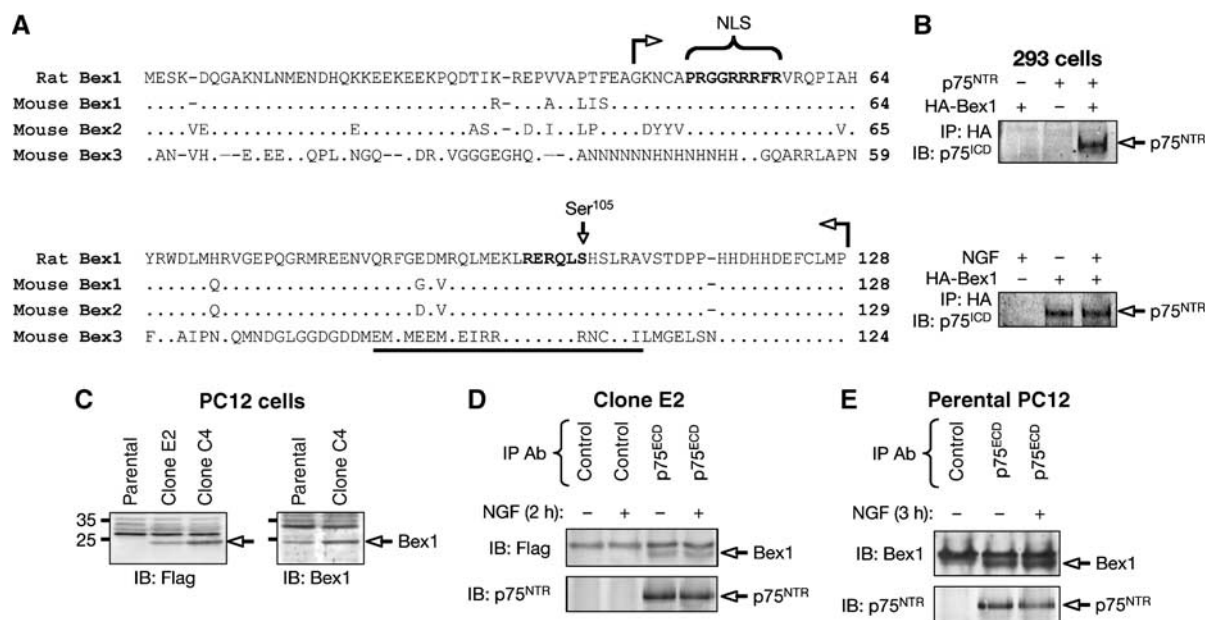 A
NLS
Rat Bex1 MESK-DQGAKNLNMENDHQKKEEKEEKPQDTIK-REPVVAPTFEAGKNCAPRGGRRRFRVRQPIAH 64
Mouse Bex1 ....-............................R-...A..LIS...................... 64
Mouse Bex2 ....VE..............E..........AS.-.D.I..LP....DYYV..............V. 65
Mouse Bex3 .AN-VH.--E.EE..QPL.NGQ--.DR.VGGGEGHQ..-ANNNNNNHNHNHNHH..GQARRLAPN 59
Ser105
Rat Bex1 YRWDLMHRVGEPQGRMREENVQRFGEDMRQLMEKLRERQLSHSLRAVSTDPP-HHDHHDEFCLMP 128
Mouse Bex1 ......Q..................G.V........................-............ 128
Mouse Bex2 ......Q..................D.V........................-............ 129
Mouse Bex3 F..AIPN.QMNDGLGGDGDDMEM.MEEM.EIRR.......RNC..ILMGELSN............ 124
B
293 cells
p75NTR – + +
HA-Bex1 + – +
IP: HA
IB: p75ICD
p75NTR
NGF + – +
HA-Bex1 – + +
IP: HA
IB: p75ICD
p75NTR
C
PC12 cells
Parental
Clone E2
Clone C4
Parental
Clone C4
35
25
35
25
Bex1
IB: Flag
IB: Bex1
D
Clone E2
IP Ab
Control
Control
p75ECD
p75ECD
NGF (2 h): – + – +
IB: Flag
Bex1
IB: p75NTR
p75NTR
E
Perental PC12
IP Ab
Control
p75ECD
p75ECD
NGF (3 h): – – +
IB: Bex1
Bex1
IB: p75NTR
p75NTR